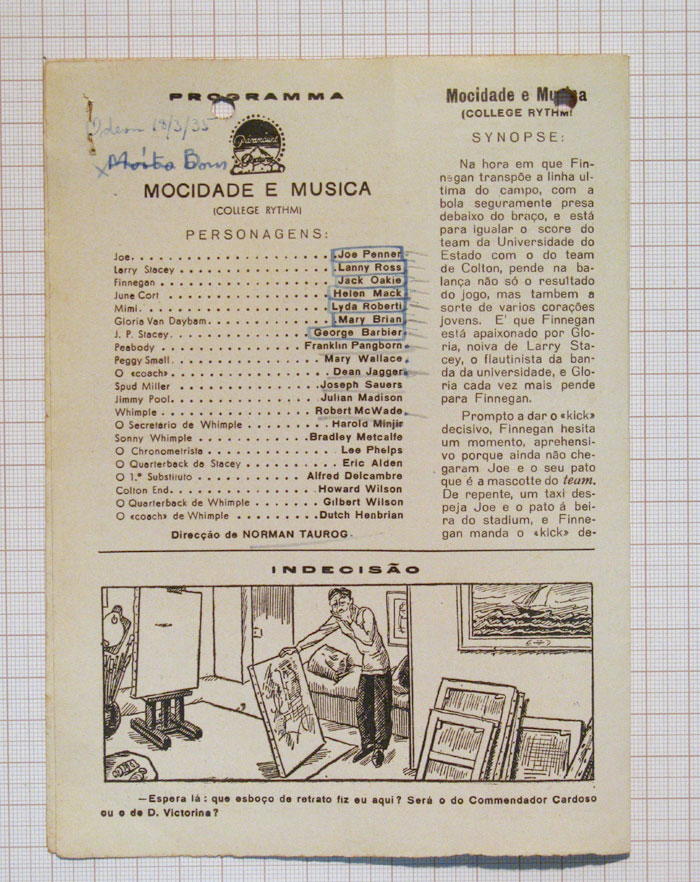 PROGRAMMA
Odeon 18/3/35
Paramount
Picture
MOCIDADE E MUSICA
(COLLEGE RYTHM)
PERSONAGENS:
Joe. . . . . . . . . . . . . . . . . . . .Joe Penner
Larry Stacey . . . . . . . . . . . . . . .Lanny Ross
Finnegan . . . . . . . . . . . . . . . . Jack Oakie
June Cort . . . . . . . . . . . . . . . .Helen Mack
Mimi. . . . . . . . . . . . . . . . . . .Lyda Roberti
Gloria Van Daybam. . . . . . . . . . . . .Mary Brian
J. P. Stacey. . . . . . . . . . . . . George Barbier
Peabody . . . . . . . . . . . . . Franklin Pangborn
Peggy Small. . . . . . . . . . . . . . Mary Wallace
O «coach» . . . . . . . . . . . . . . . Dean Jagger
Spud Miller . . . . . . . . . . . . . Joseph Sauers
Jimmy Pool. . . . . . . . . . . . . . Julian Madison
Whimple . . . . . . . . . . . . . . . Robert McWade
O Secretario de Whimple . . . . . . . . Harold Minjir
Sonny Whimple . . . . . . . . . . .Bradley Metcalfe
O Chronometrista . . . . . . . . . . . . Lee Phelps
O Quarterback da Stacey . . . . . . . . . Eric Alden
O 1.º Substituto . . . . . . . . . . Alfred Delcambre
Colton End. . . . . . . . . . . . . . Howard Wilson
O Quarterback de Whimple . . . . . . . Gilbert Wilson
O «coach» de Whimple . . . . . . . .Dutch Henbrian
Direcção de NORMAN TAUROG.
Mocidade e Musica
(COLLEGE RYTHM)
SYNOPSE:
Na hora em que Fin-
negan transpõe a linha ul-
tima do campo, com a
bola seguramente presa
debaixo do braço, e está
para igualar o score do
team da Universidade do
Estado com o do team
de Colton, pende na ba-
lança não só o resultado
do jogo, mas tambem a
sorte de varios corações
jovens. E' que Finnegan
está apaixonado por Glo-
ria, noiva de Larry Sta-
cey, o flautinista da ban-
da da universidade, e Glo-
ria cada vez mais pende
para Finnegan.
Prompto a dar o «kick»
decisivo, Finnegan hesita
um momento, aprehensi-
vo porque ainda não che-
garam Joe e o seu pato
que é a mascotte do team.
De repente, um taxi des-
peja Joe e o pato á bei-
ra do stadium, e Finne-
gan manda o «kick» de-
INDECISÃO
—Espera lá : que esboço de retrato fiz eu aqui? Será o do Commendador Cardoso
ou o de D. Victorina?